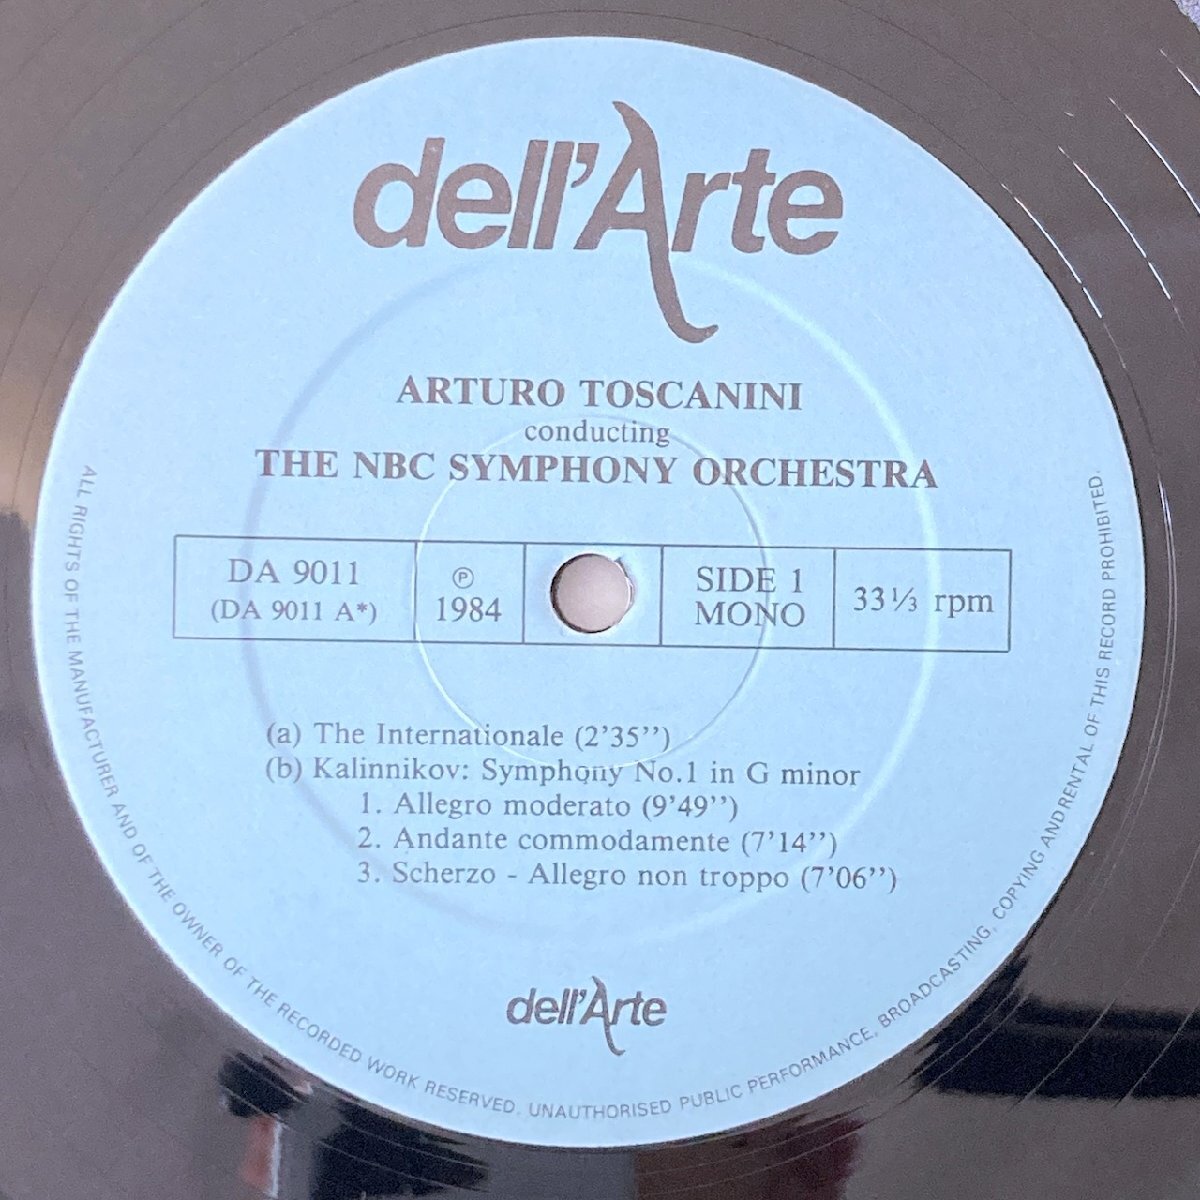 dell'Arte
ARTURO TOSCANINI
conducting
THE NBC SYMPHONY ORCHESTRA
DA 9011
(DA 9011 A*)
℗
1984
SIDE 1
MONO
33⅓ rpm
(a) The Internationale (2'35'')
(b) Kalinnikov: Symphony No.1 in G minor
1. Allegro moderato (9'49'')
2. Andante commodamente (7'14'')
3. Scherzo - Allegro non troppo (7'06'')
dell'Arte
ALL RIGHTS OF THE MANUFACTURER AND OF THE OWNER OF THE RECORDED WORK RESERVED. UNAUTHORISED PUBLIC PERFORMANCE, BROADCASTING, COPYING ANDRENTAL OF THIS RECORD PROHIBITED.